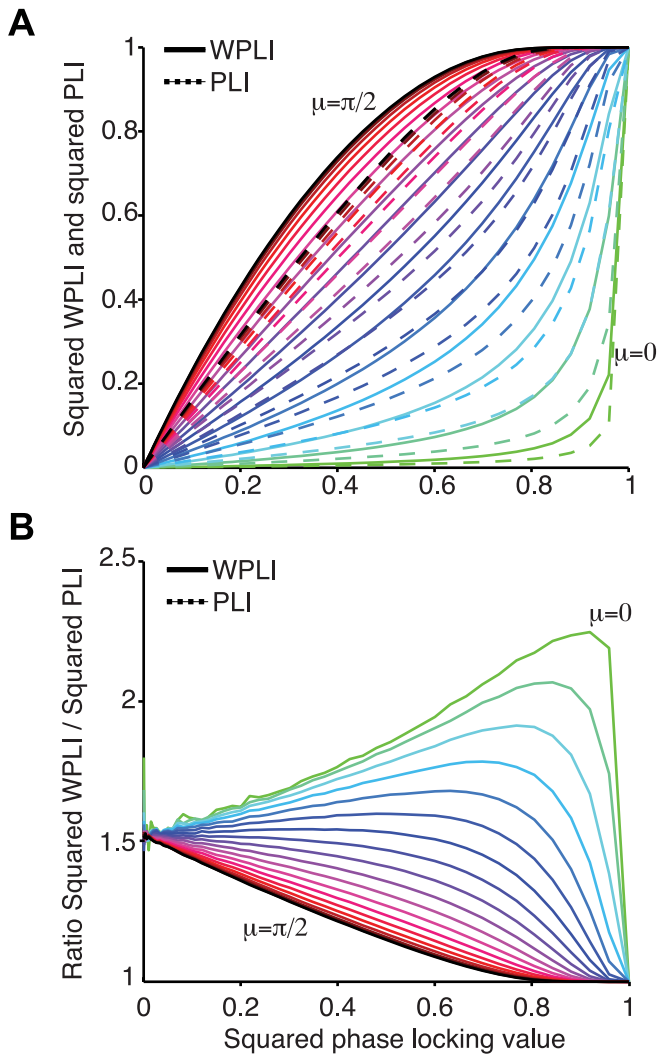 A
WPLI
PLI
μ=π/2
μ=0
Squared WPLI and squared PLI
1
0.8
0.6
0.4
0.2
0
0 0.2 0.4 0.6 0.8 1
B
WPLI
PLI
μ=0
μ=π/2
Ratio Squared WPLI / Squared PLI
2.5
2
1.5
1
0 0.2 0.4 0.6 0.8 1
Squared phase locking value